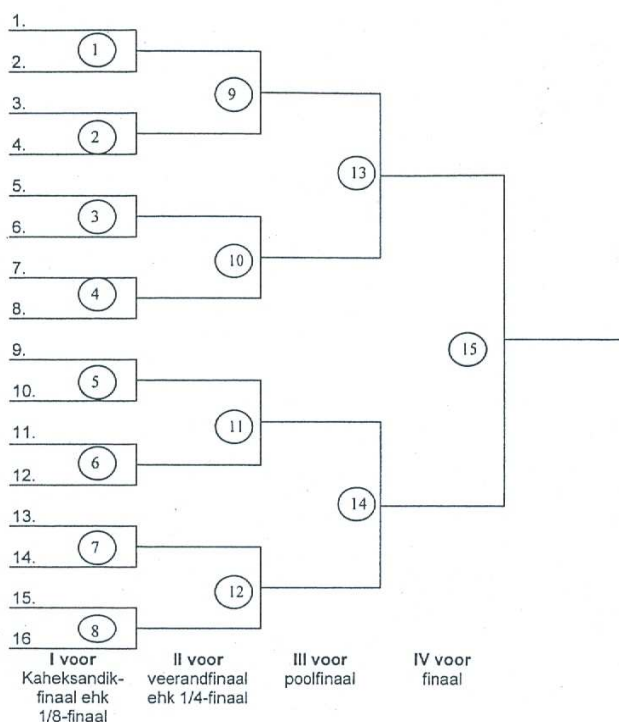 1.
1
2.
9
3.
2
4.
13
5.
3
6.
10
7.
4
8.
15
9.
5
10.
11
11.
6
12.
14
13.
7
14.
12
15.
8
16
I voor
Kaheksandik-
finaal ehk
1/8-finaal
II voor
veerandfinaal
ehk 1/4-finaal
III voor
poolfinaal
IV voor
finaal